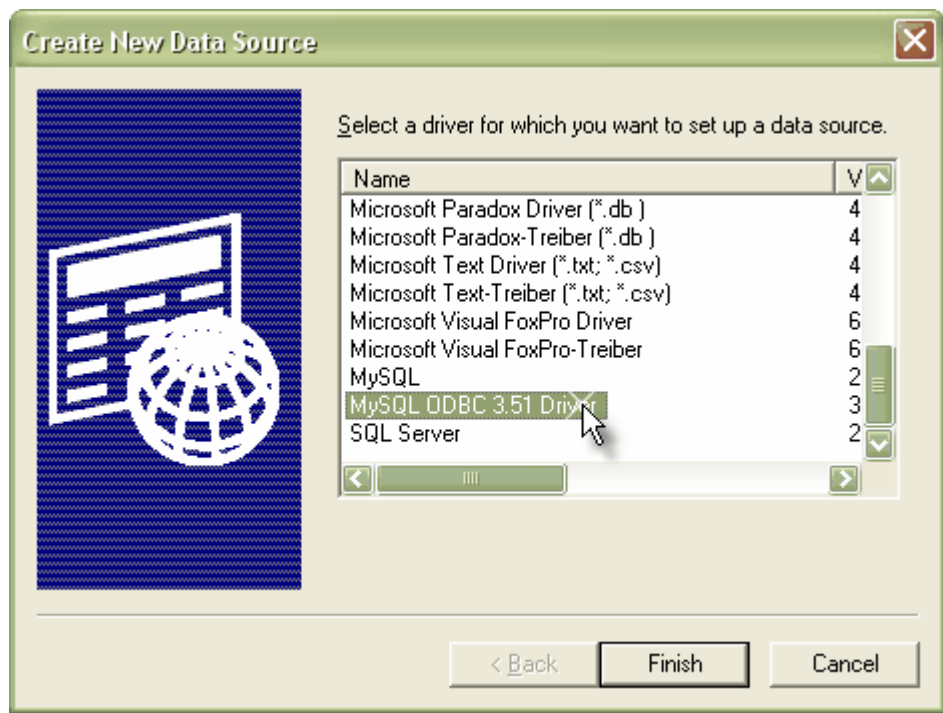 Create New Data Source
Select a driver for which you want to set up a data source.
Name V
Microsoft Paradox Driver (*.db ) 4
Microsoft Paradox-Treiber (*.db ) 4
Microsoft Text Driver (*.txt; *.csv) 4
Microsoft Text-Treiber (*.txt; *.csv) 4
Microsoft Visual FoxPro Driver 6
Microsoft Visual FoxPro-Treiber 6
MySQL 2
MySQL ODBC 3.51 Driver 3
SQL Server 2
< Back Finish Cancel